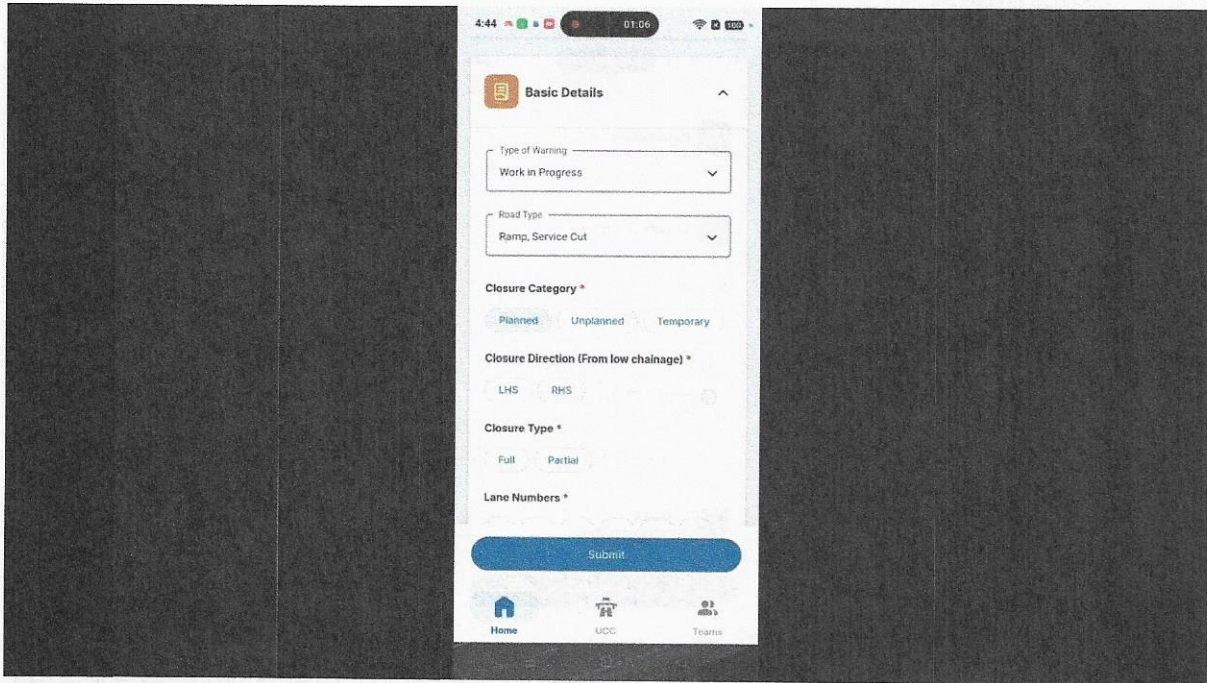 4:44
01:06
100
Basic Details
Type of Warning
Work in Progress
Road Type
Ramp, Service Cut
Closure Category *
Planned Unplanned Temporary
Closure Direction (From low chainage) *
LHS RHS
Closure Type *
Full Partial
Lane Numbers *
Submit
Home UCC Teams